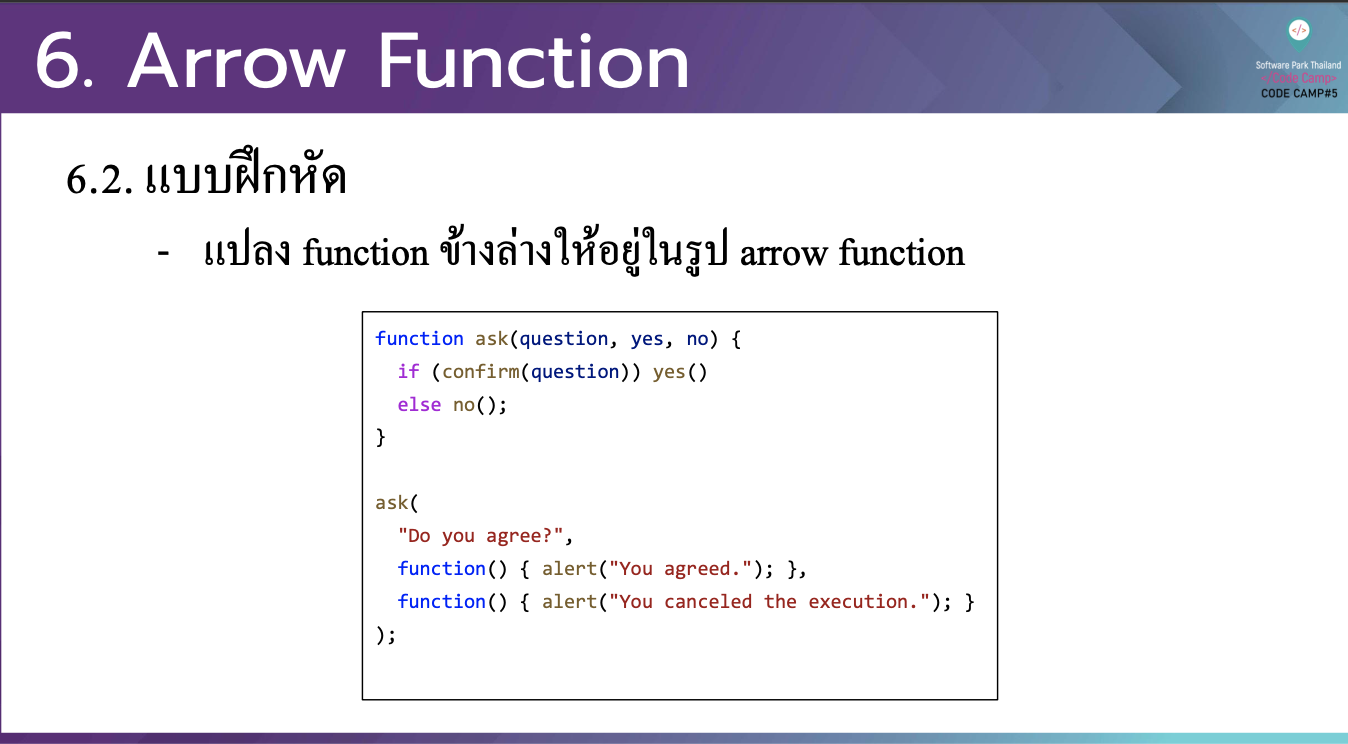 6. Arrow Function
</>
Software Park Thailand
</Code Camp>
CODE CAMP#5
6.2. แบบฝึกหัด
- แปลง function ข้างล่างให้อยู่ในรูป arrow function
function ask(question, yes, no) {
  if (confirm(question)) yes()
  else no();
}
ask(
  "Do you agree?",
  function() { alert("You agreed."); },
  function() { alert("You canceled the execution."); }
);